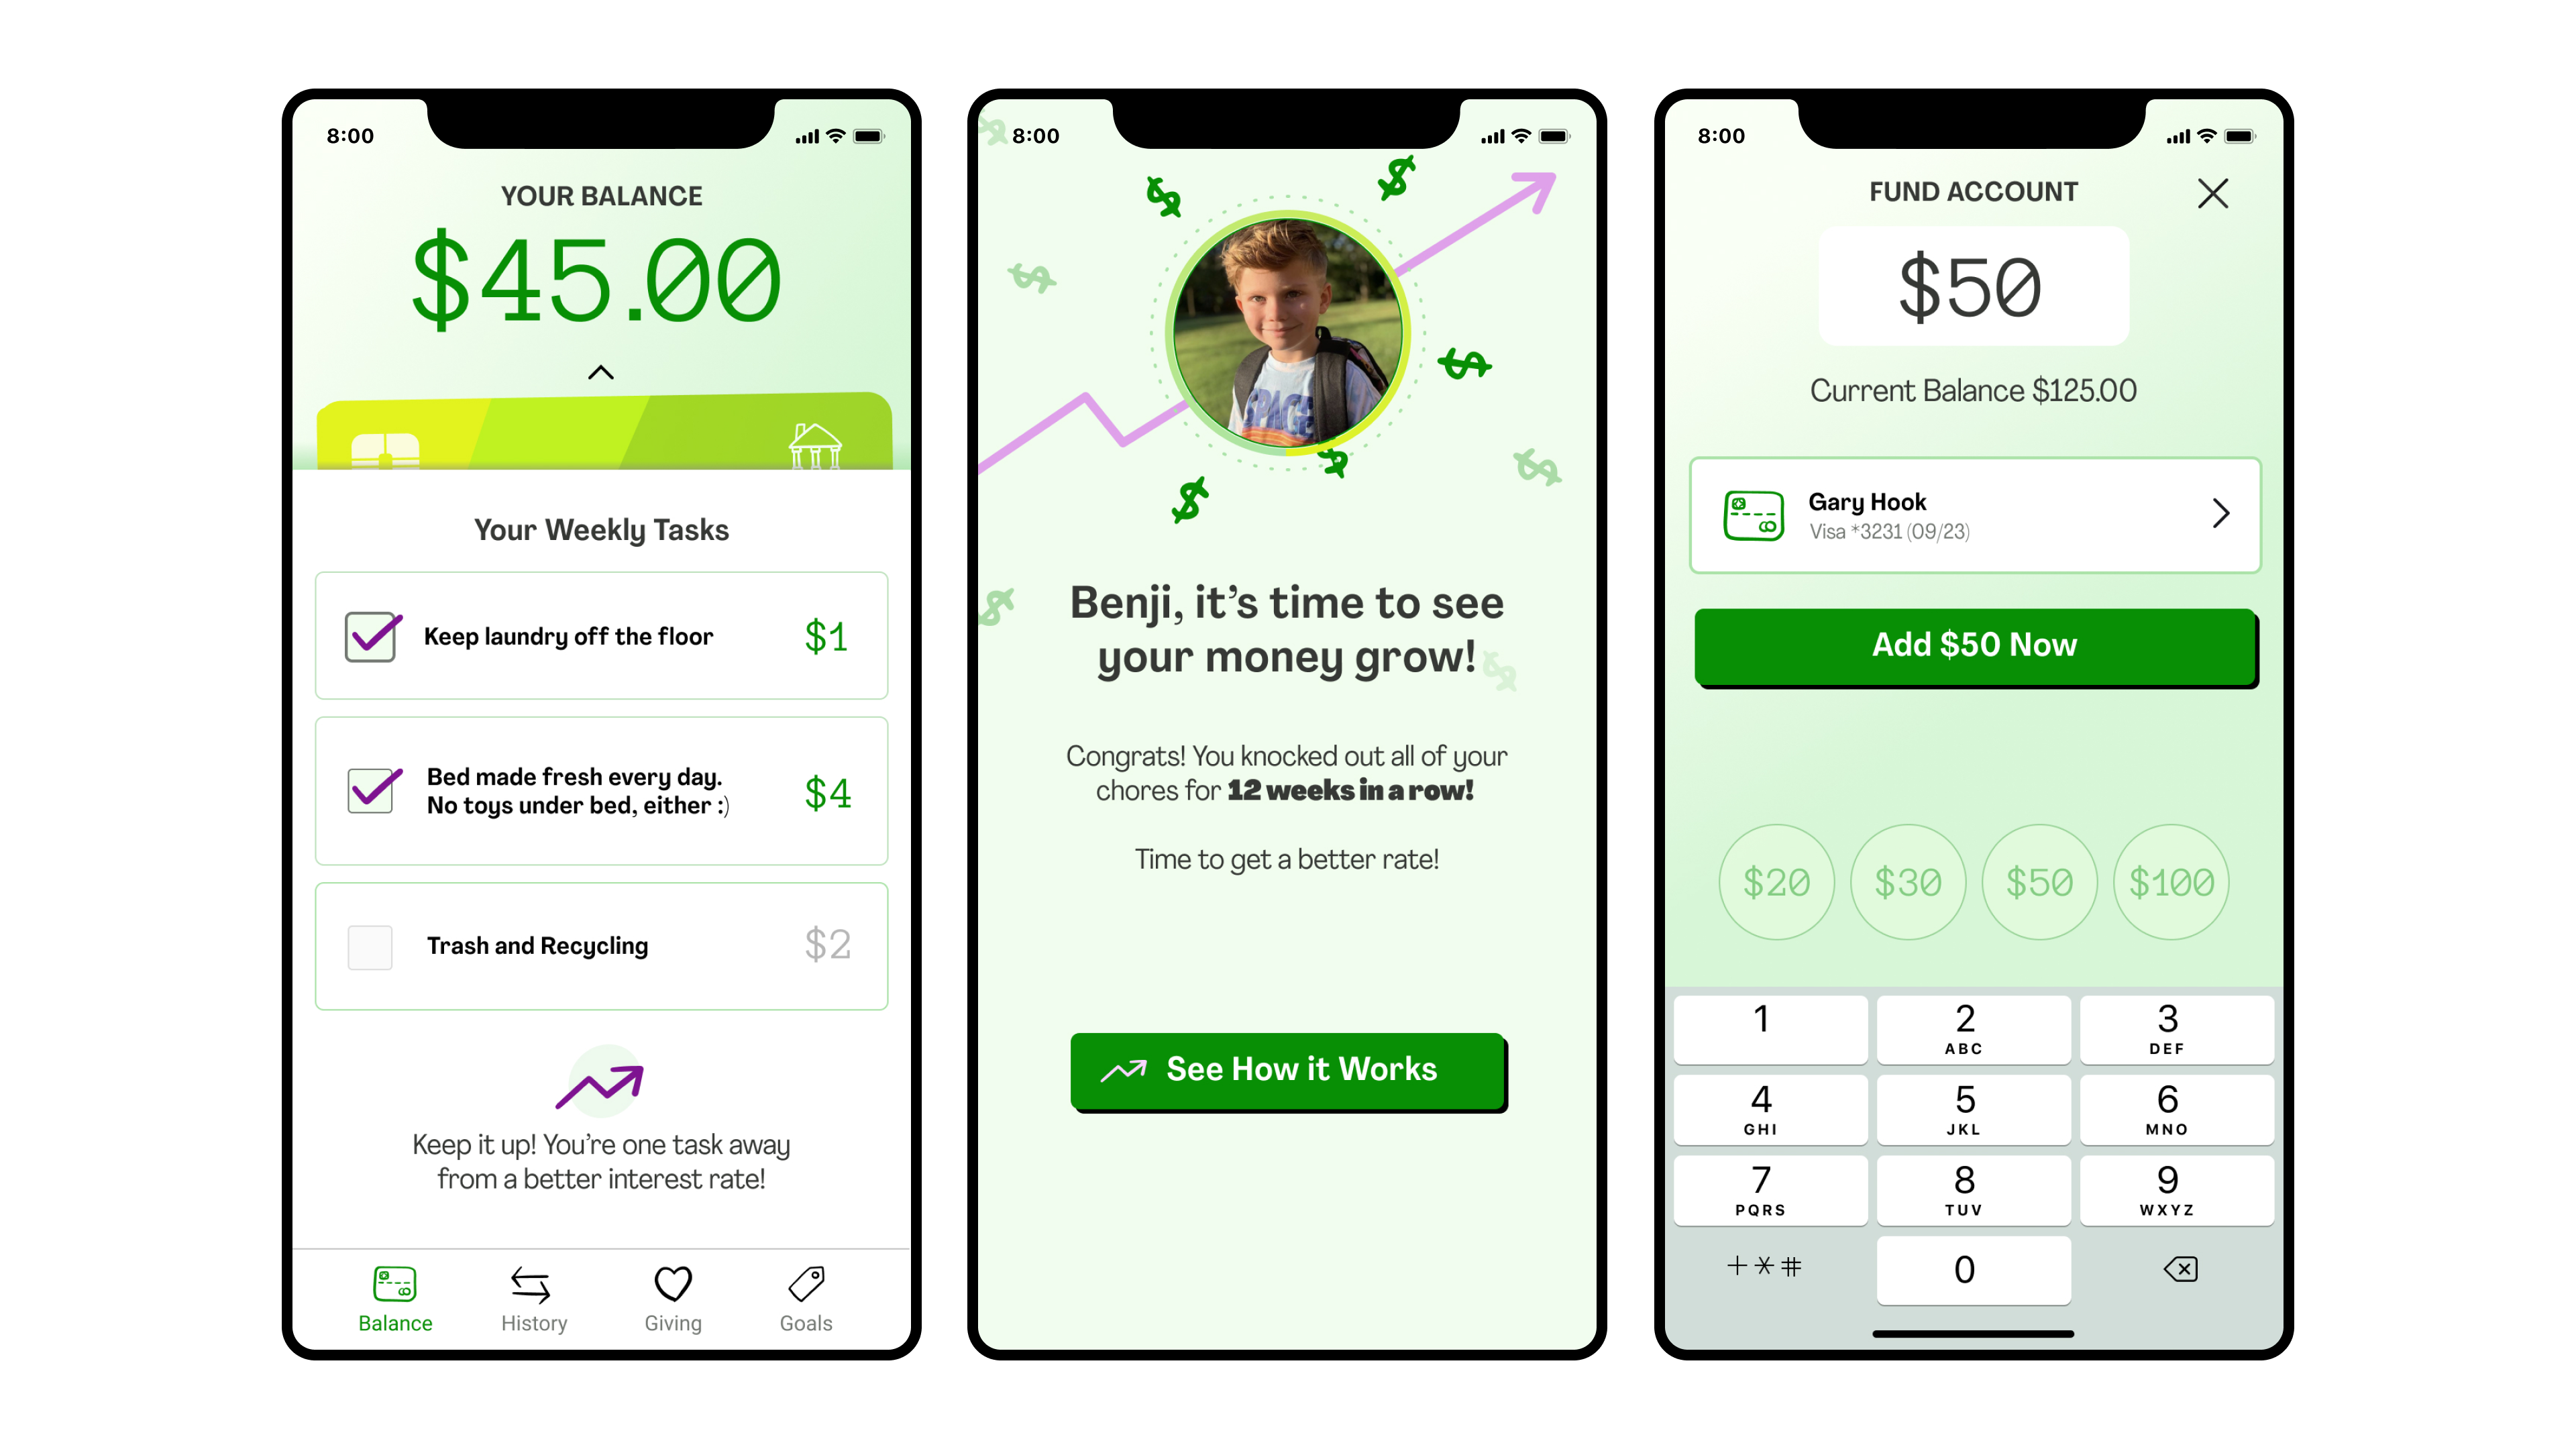 8:00
YOUR BALANCE
$45.00
Your Weekly Tasks
Keep laundry off the floor
$1
Bed made fresh every day.
No toys under bed, either :)
$4
Trash and Recycling
$2
Keep it up! You're one task away
from a better interest rate!
Balance
History
Giving
Goals
8:00
$
$
$
$
$
$
$
$
$
$
SPACE
Benji, it's time to see
your money grow!
Congrats! You knocked out all of your
chores for 12 weeks in a row!
Time to get a better rate!
See How it Works
8:00
FUND ACCOUNT
$50
Current Balance $125.00
Gary Hook
Visa *3231 (09/23)
Add $50 Now
$20
$30
$50
$100
1
2
ABC
3
DEF
4
GHI
5
JKL
6
MNO
7
PQRS
8
TUV
9
WXYZ
+*#
0